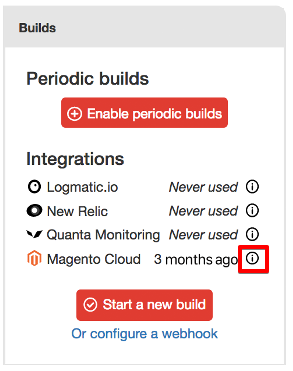 Builds
Periodic builds
Enable periodic builds
Integrations
Logmatic.io Never used
New Relic Never used
Quanta Monitoring Never used
Magento Cloud 3 months ago
Start a new build
Or configure a webhook